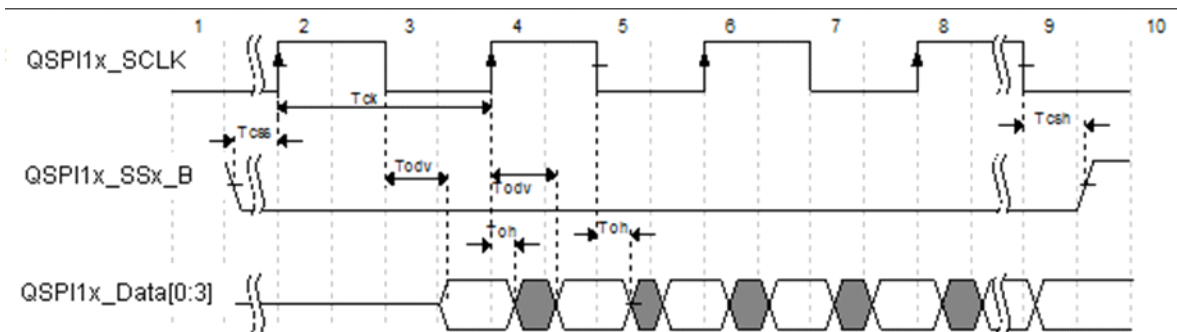 1 2 3 4 5 6 7 8 9 10
QSPI1x_SCLK
Tck
Tcss
Tcsh
QSPI1x_SSx_B
Todv
Todv
Toh
Toh
QSPI1x_Data[0:3]